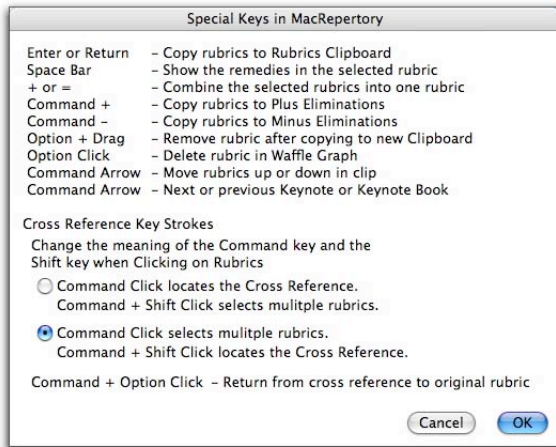 Special Keys in MacRepertory
Enter or Return – Copy rubrics to Rubrics Clipboard
Space Bar – Show the remedies in the selected rubric
+ or = – Combine the selected rubrics into one rubric
Command + – Copy rubrics to Plus Eliminations
Command – – Copy rubrics to Minus Eliminations
Option + Drag – Remove rubric after copying to new Clipboard
Option Click – Delete rubric in Waffle Graph
Command Arrow – Move rubrics up or down in clip
Command Arrow – Next or previous Keynote or Keynote Book
Cross Reference Key Strokes
Change the meaning of the Command key and the
Shift key when Clicking on Rubrics
Command Click locates the Cross Reference.
Command + Shift Click selects mulitple rubrics.
Command Click selects mulitple rubrics.
Command + Shift Click locates the Cross Reference.
Command + Option Click – Return from cross reference to original rubric
Cancel OK